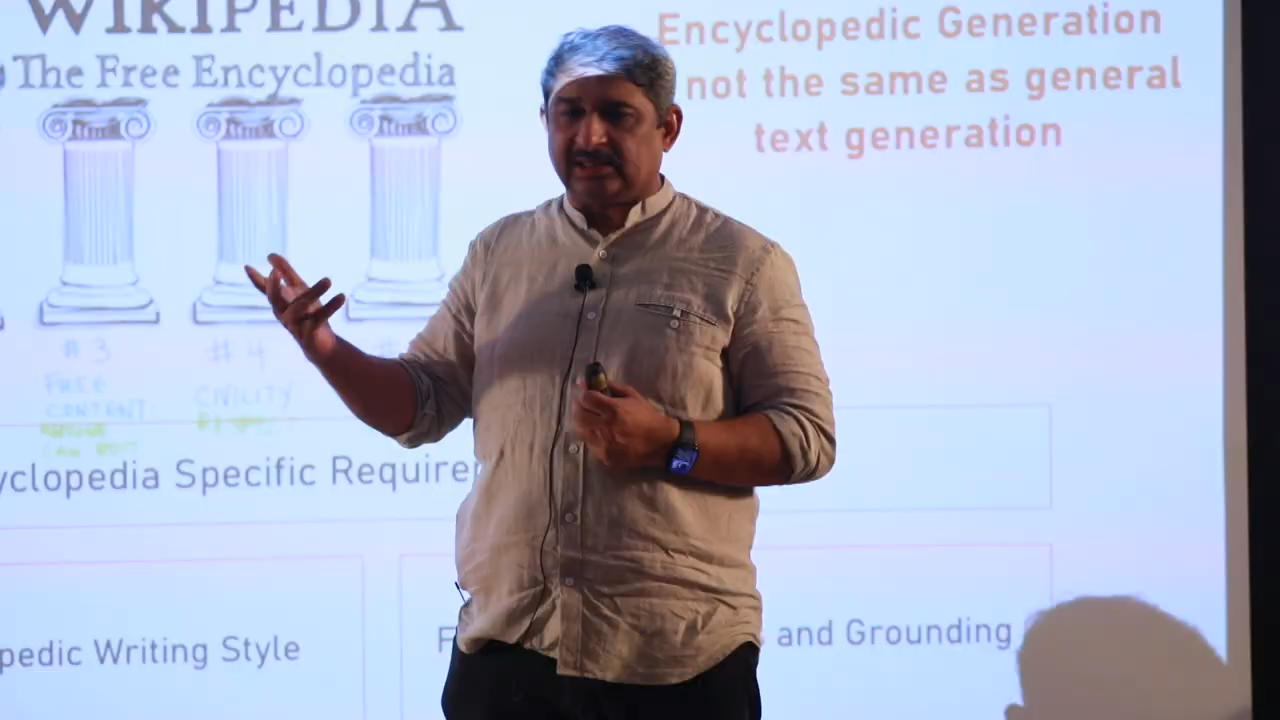 WIKIPEDIA
The Free Encyclopedia
Encyclopedic Generation
not the same as general
text generation
# 3
FREE
CONTENT
# 4
CIVILITY
yclopedia Specific Require
pedic Writing Style
F
and Grounding